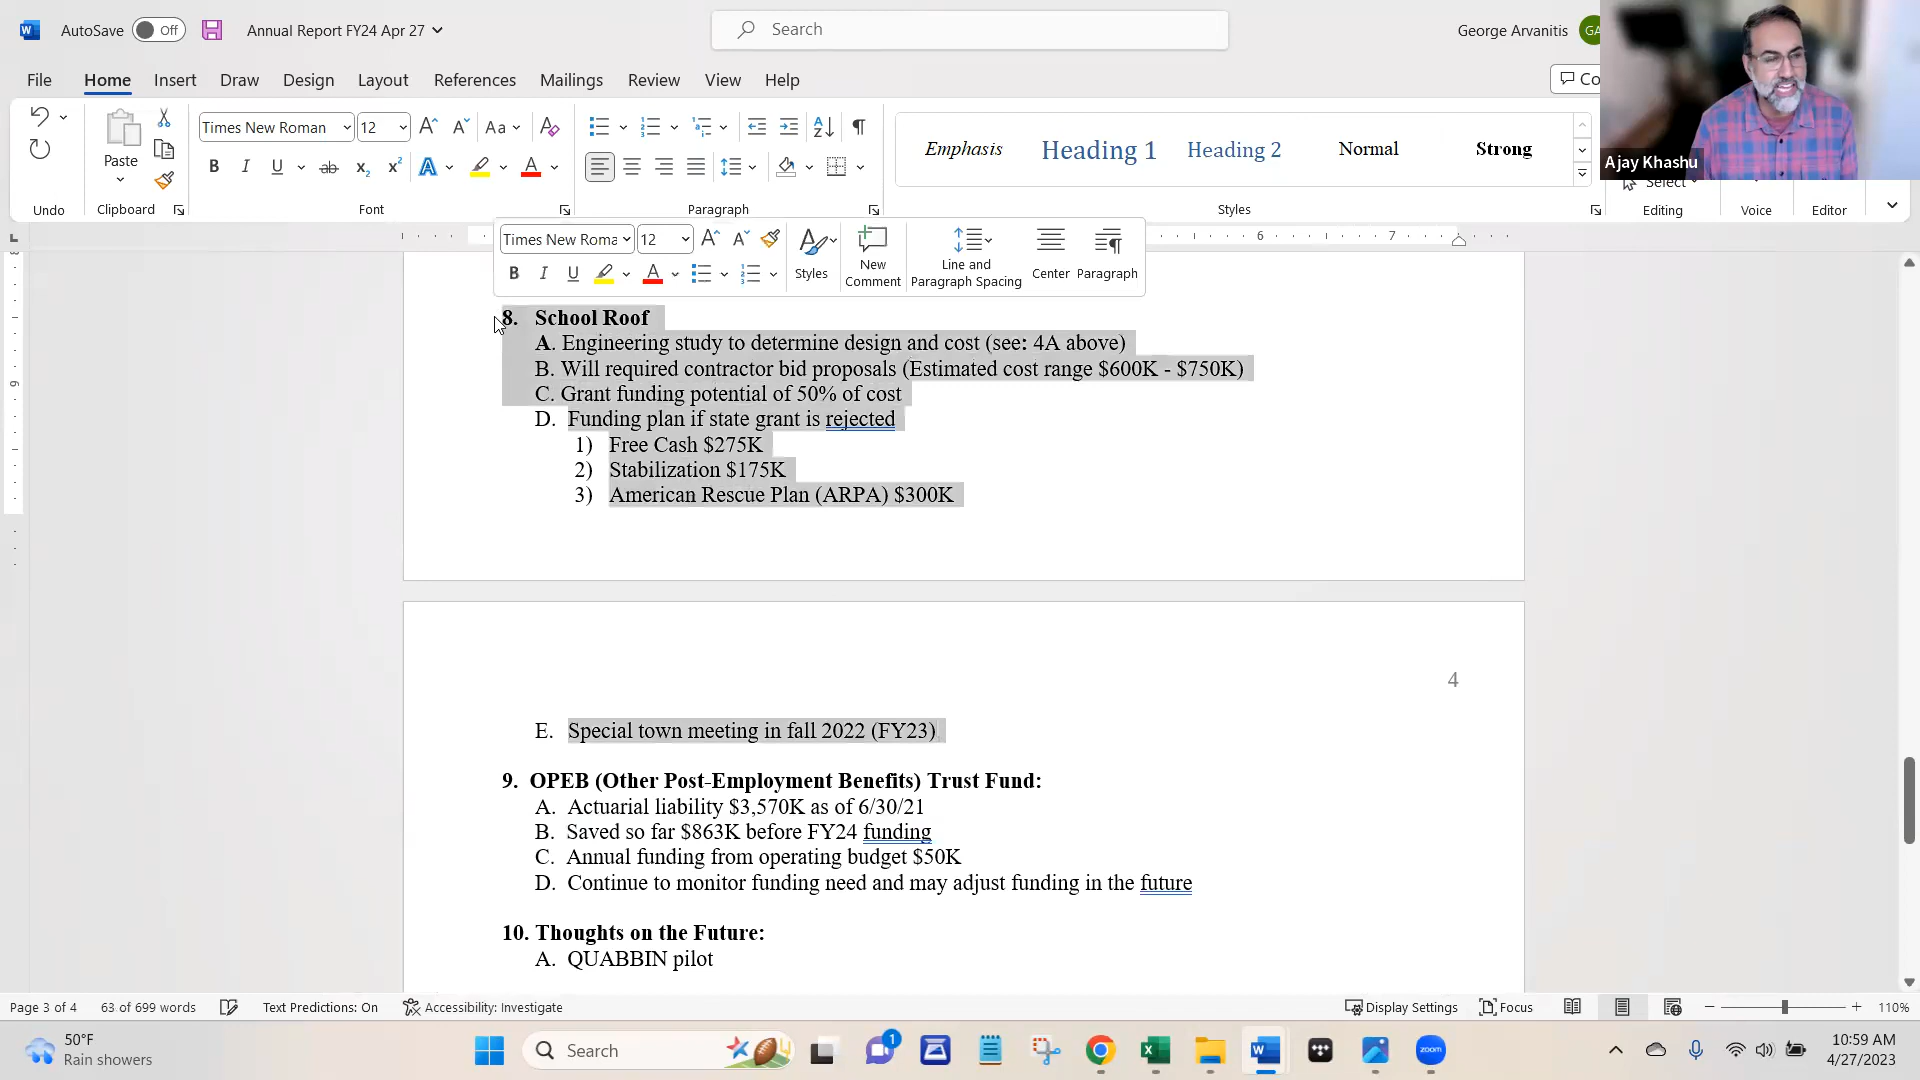 AutoSave Off Annual Report FY24 Apr 27 Search George Arvanitis GA
File Home Insert Draw Design Layout References Mailings Review View Help Co
Times New Roman 12 Aa Emphasis Heading 1 Heading 2 Normal Strong
Paste
B I U ab x2 x2 A A Select
Undo Clipboard Font Paragraph Styles Editing Voice Editor
Ajay Khashu
6 7
Times New Roma 12
B I U A Styles New Comment Line and Paragraph Spacing Center Paragraph
8. School Roof
A. Engineering study to determine design and cost (see: 4A above)
B. Will required contractor bid proposals (Estimated cost range $600K - $750K)
C. Grant funding potential of 50% of cost
D. Funding plan if state grant is rejected
1) Free Cash $275K
2) Stabilization $175K
3) American Rescue Plan (ARPA) $300K
4
E. Special town meeting in fall 2022 (FY23)
9. OPEB (Other Post-Employment Benefits) Trust Fund:
A. Actuarial liability $3,570K as of 6/30/21
B. Saved so far $863K before FY24 funding
C. Annual funding from operating budget $50K
D. Continue to monitor funding need and may adjust funding in the future
10. Thoughts on the Future:
A. QUABBIN pilot
Page 3 of 4 63 of 699 words Text Predictions: On Accessibility: Investigate Display Settings Focus 110%
50°F
Rain showers
Search 1 zoom
10:59 AM
4/27/2023